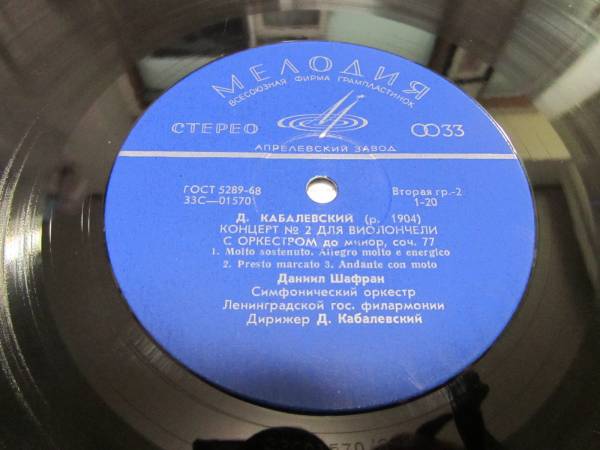 МЕЛОДИЯ
ВСЕСОЮЗНАЯ ФИРМА ГРАМПЛАСТИНОК
СТЕРЕО 33
АПРЕЛЕВСКИЙ ЗАВОД
ГОСТ 5289-68 Вторая гр.-2
33С—01570 1-20
Д. КАБАЛЕВСКИЙ (р. 1904)
КОНЦЕРТ № 2 ДЛЯ ВИОЛОНЧЕЛИ
С ОРКЕСТРОМ до минор, соч. 77
1. Molto sostenuto. Allegro molto e energico
2. Presto marcato 3. Andante con moto
Даниил Шафран
Симфонический оркестр
Ленинградской гос. филармонии
Дирижер Д. Кабалевский